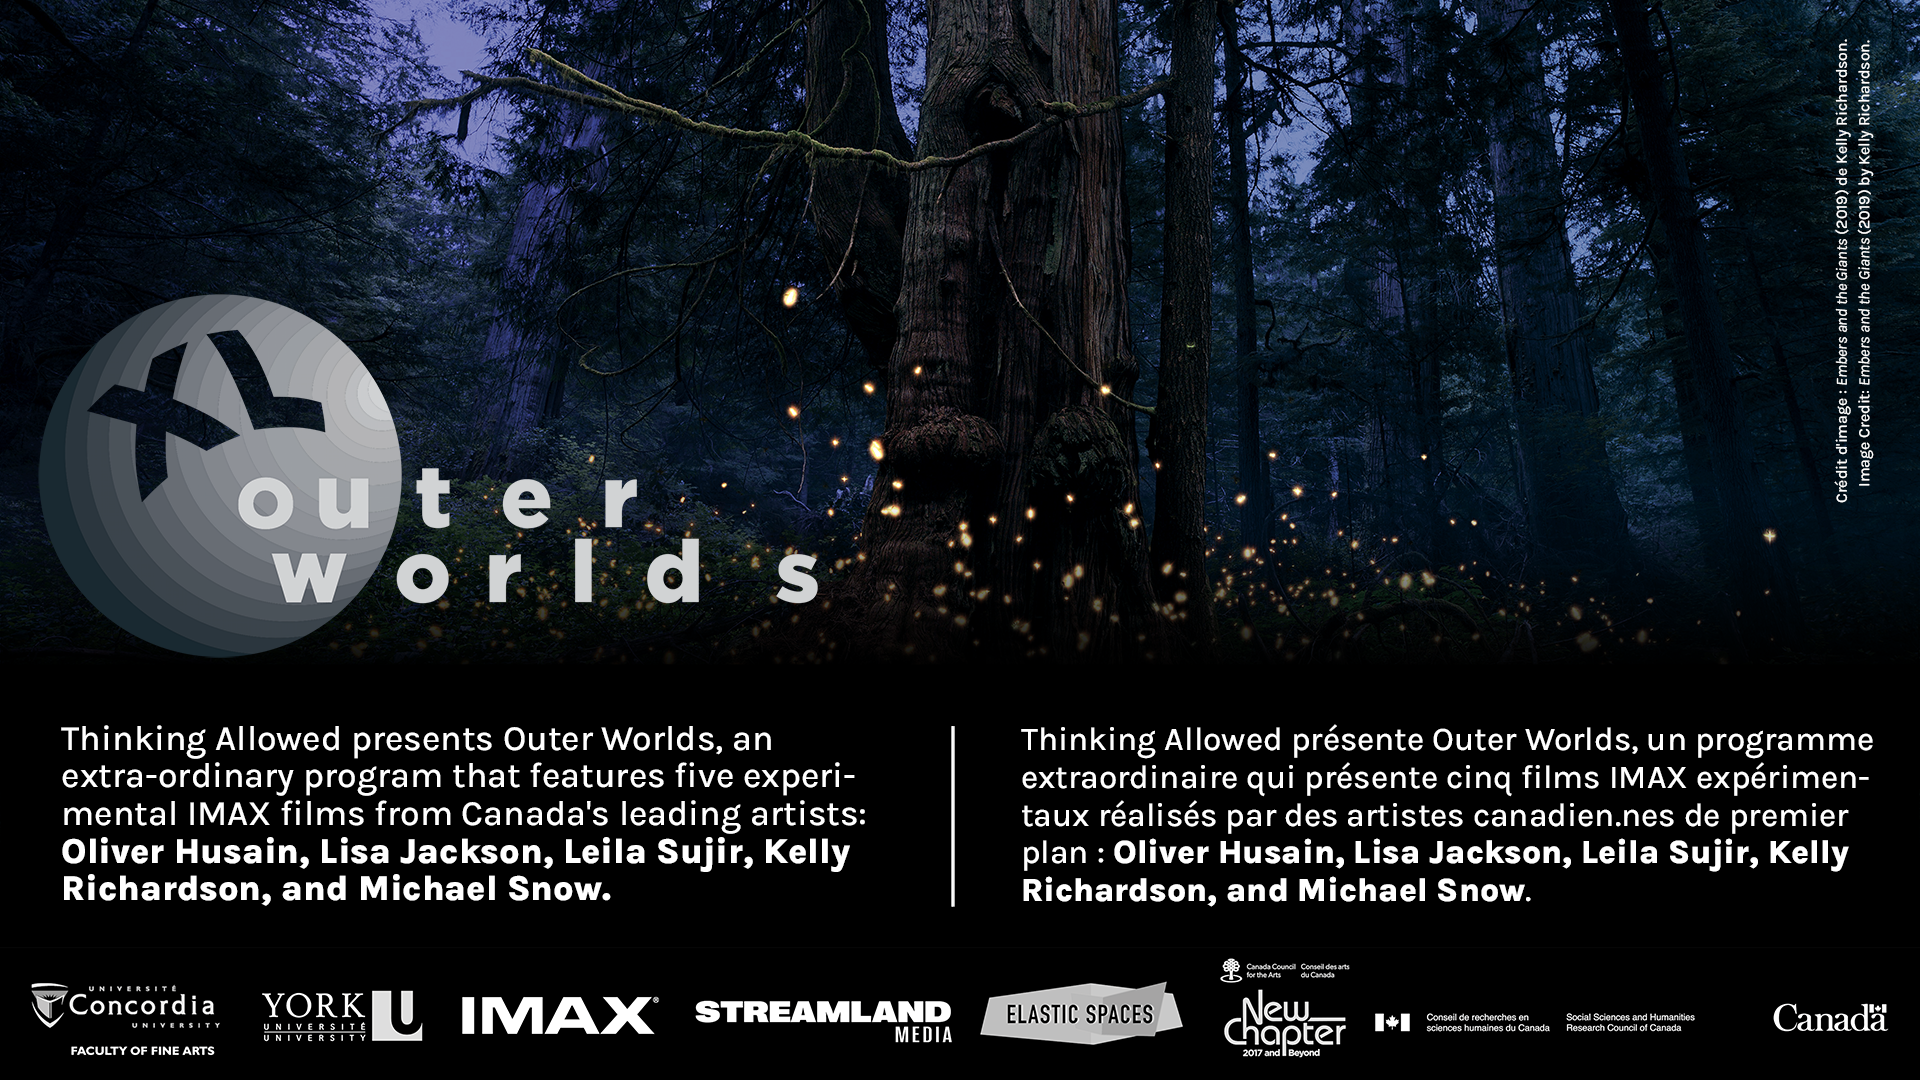 Crédit d'image : Embers and the Giants (2019) de Kelly Richardson.
Image Credit: Embers and the Giants (2019) by Kelly Richardson.
outer
worlds
Thinking Allowed presents Outer Worlds, an
extra-ordinary program that features five experi-
mental IMAX films from Canada's leading artists:
Oliver Husain, Lisa Jackson, Leila Sujir, Kelly
Richardson, and Michael Snow.
Thinking Allowed présente Outer Worlds, un programme
extraordinaire qui présente cinq films IMAX expérimen-
taux réalisés par des artistes canadien.nes de premier
plan : Oliver Husain, Lisa Jackson, Leila Sujir, Kelly
Richardson, and Michael Snow.
UNIVERSITÉ
Concordia
UNIVERSITY
FACULTY OF FINE ARTS
YORK U
UNIVERSITÉ
UNIVERSITY
IMAX®
STREAMLAND
MEDIA
ELASTIC SPACES
Canada Council
for the Arts
Conseil des arts
du Canada
New
Chapter
2017 and Beyond
Conseil de recherches en
sciences humaines du Canada
Social Sciences and Humanities
Research Council of Canada
Canada